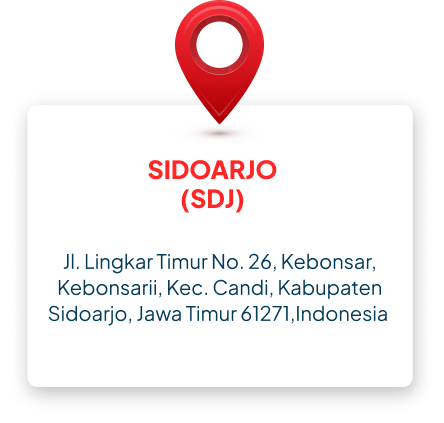 SIDOARJO
(SDJ)
Jl. Lingkar Timur No. 26, Kebonsar,
Kebonsarii, Kec. Candi, Kabupaten
Sidoarjo, Jawa Timur 61271,Indonesia